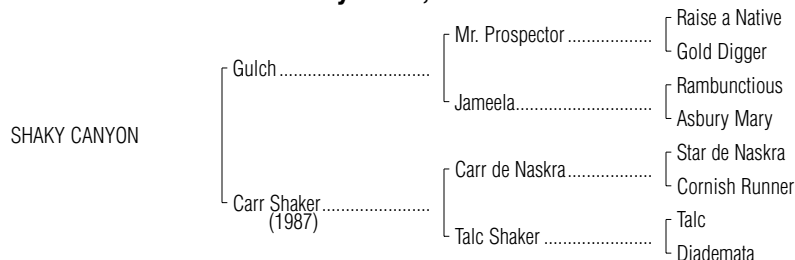 Raise a Native
Mr. Prospector
Gold Digger
Gulch
Rambunctious
Jameela
Asbury Mary
SHAKY CANYON
Star de Naskra
Carr de Naskra
Cornish Runner
Carr Shaker
(1987)
Talc
Talc Shaker
Diademata